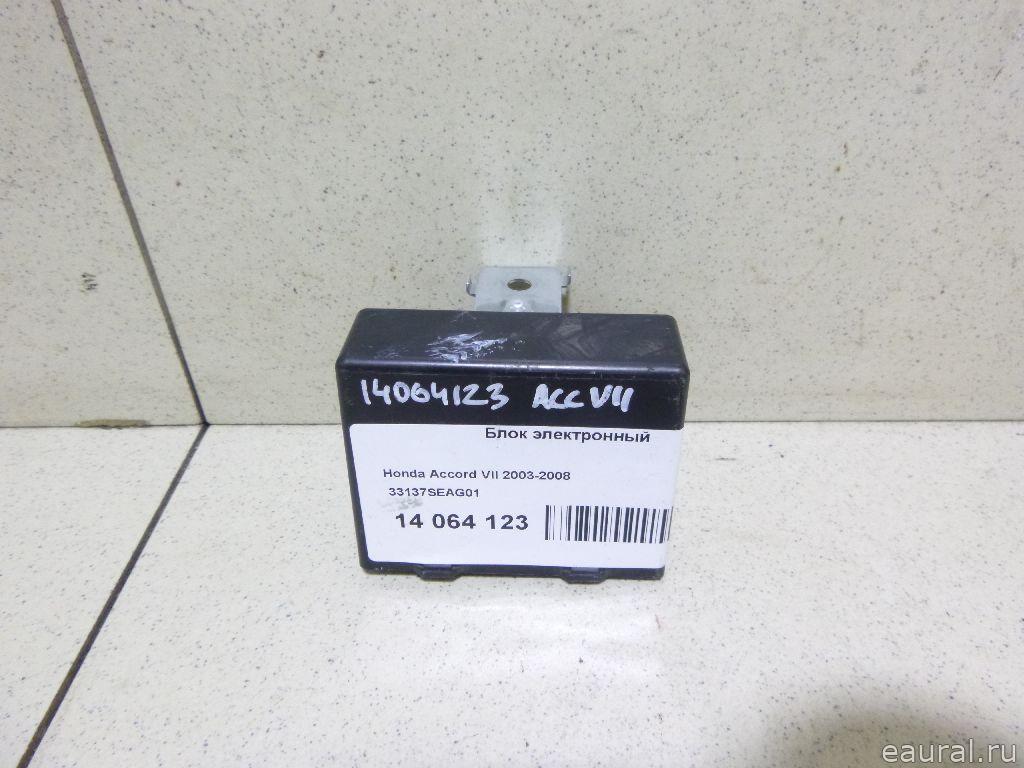 14064123 ACC VII
Блок электронный
Honda Accord VII 2003-2008
33137SEAG01
14 064 123
eaural.ru